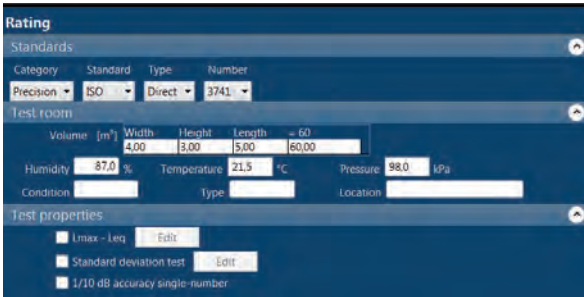 Rating
Standards
Category Standard Type Number
Precision ISO Direct 3741
Test room
Volume [m³] Width Height Length = 60
4,00 3,00 5,00 60,00
Humidity 87,0 % Temperature 21,5 °C Pressure 98,0 kPa
Condition Type Location
Test properties
Lmax - Leq Edit
Standard deviation test Edit
1/10 dB accuracy single-number